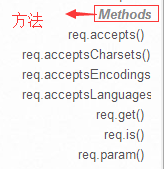 方法 Methods
req.accepts()
req.acceptsCharsets()
req.acceptsEncodings
req.acceptsLanguages
req.get()
req.is()
req.param()